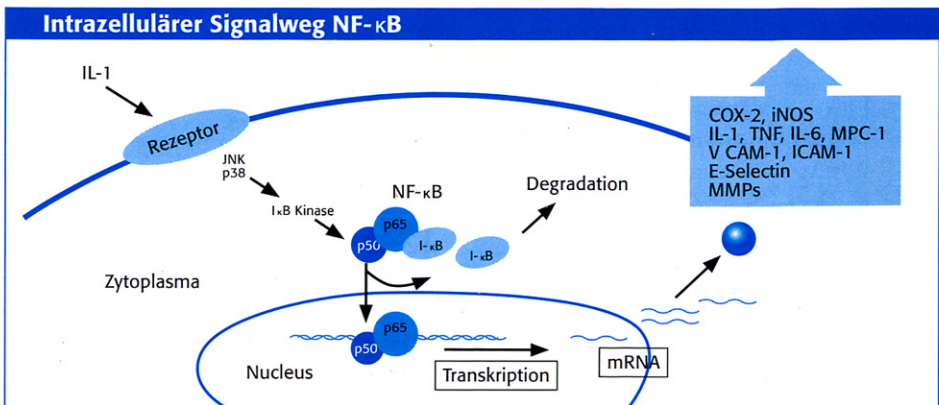 Intrazellulärer Signalweg NF-κB
IL-1
Rezeptor
JNK
p38
IκB Kinase
NF-κB
p65
p50
I-κB
I-κB
Degradation
COX-2, iNOS
IL-1, TNF, IL-6, MPC-1
V CAM-1, ICAM-1
E-Selectin
MMPs
Zytoplasma
p65
p50
Nucleus
Transkription
mRNA